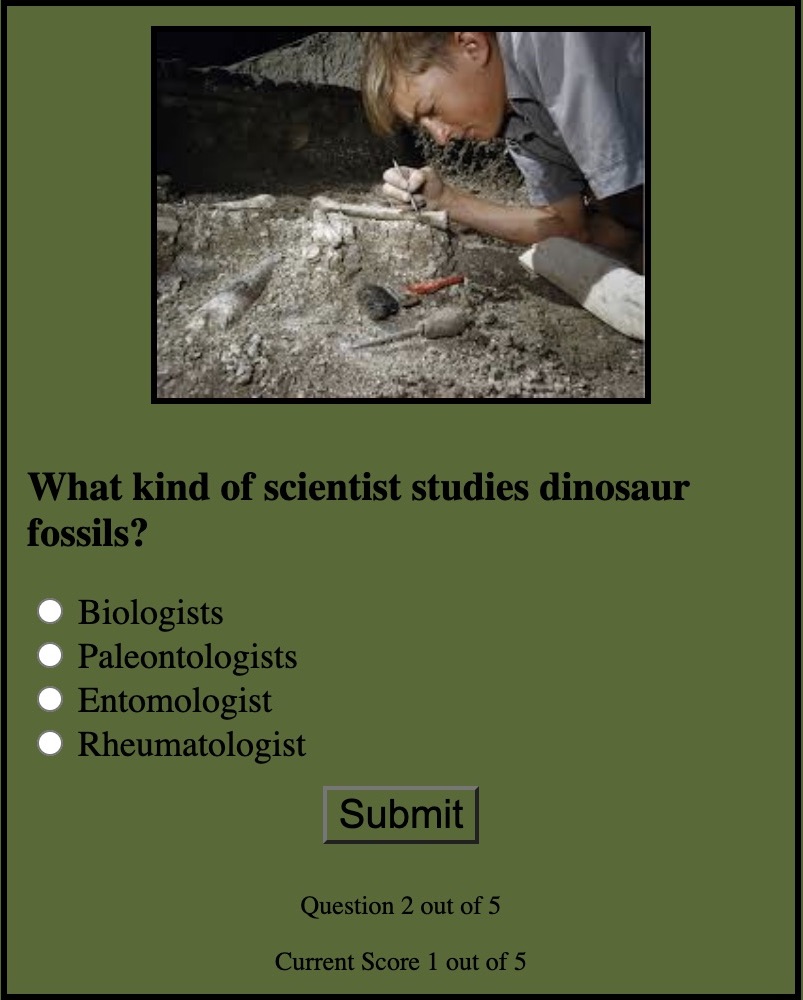 What kind of scientist studies dinosaur
fossils?
Biologists
Paleontologists
Entomologist
Rheumatologist
Submit
Question 2 out of 5
Current Score 1 out of 5